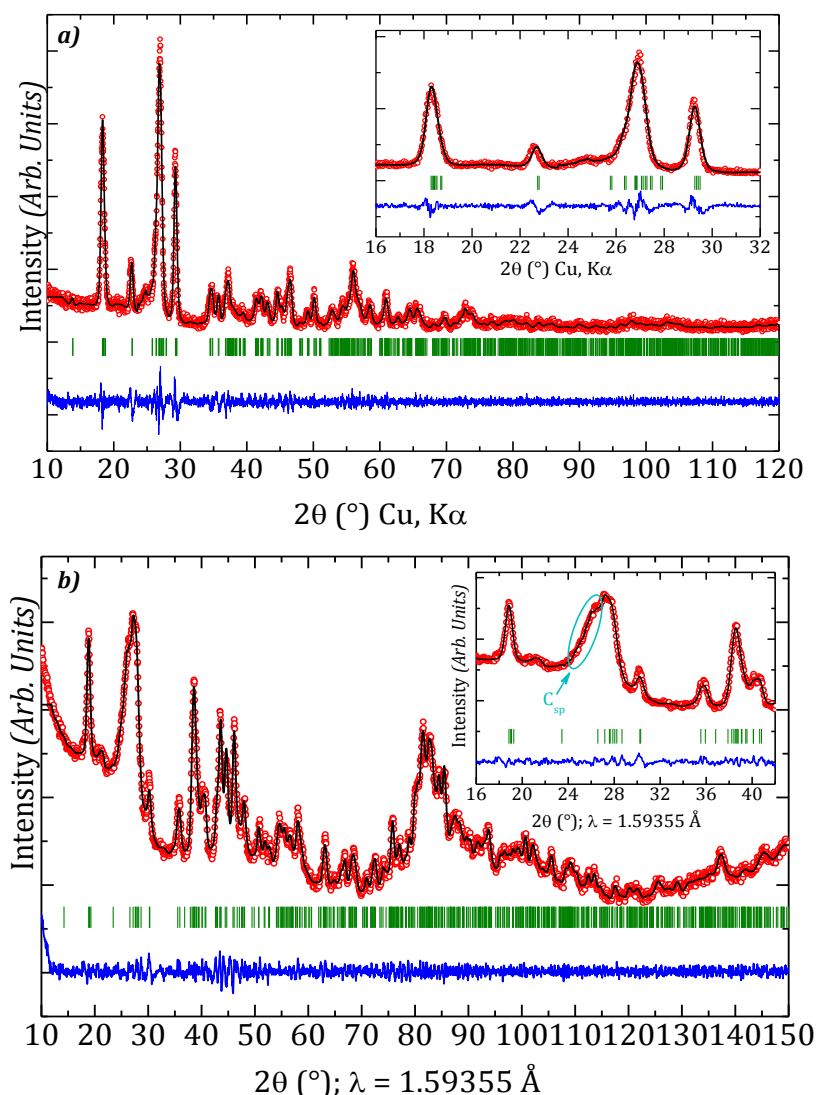 a)
Intensity (Arb. Units)
16 18 20 22 24 26 28 30 32
2θ (°) Cu, Kα
10 20 30 40 50 60 70 80 90 100 110 120
2θ (°) Cu, Kα
b)
Intensity (Arb. Units)
Intensity (Arb. Units)
C_sp
16 20 24 28 32 36 40
2θ (°); λ = 1.59355 Å
10 20 30 40 50 60 70 80 90 100 110 120 130 140 150
2θ (°); λ = 1.59355 Å